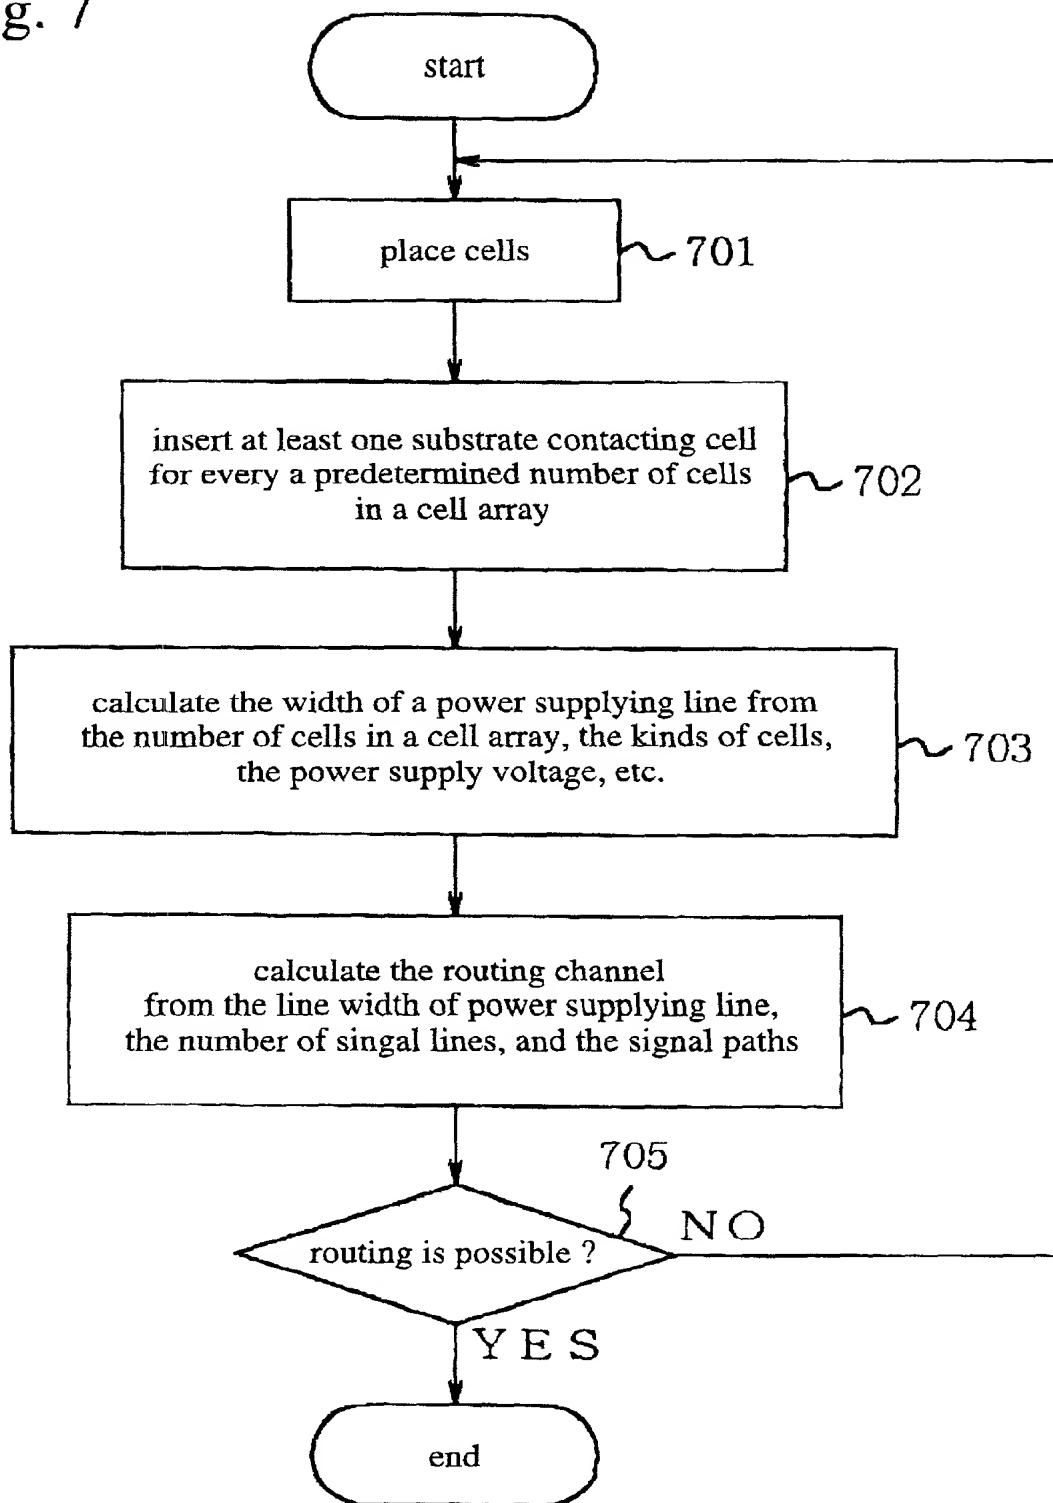 g. 7
start
place cells
701
insert at least one substrate contacting cell
for every a predetermined number of cells
in a cell array
702
calculate the width of a power supplying line from
the number of cells in a cell array, the kinds of cells,
the power supply voltage, etc.
703
calculate the routing channel
from the line width of power supplying line,
the number of singal lines, and the signal paths
704
705
routing is possible ?
NO
YES
end